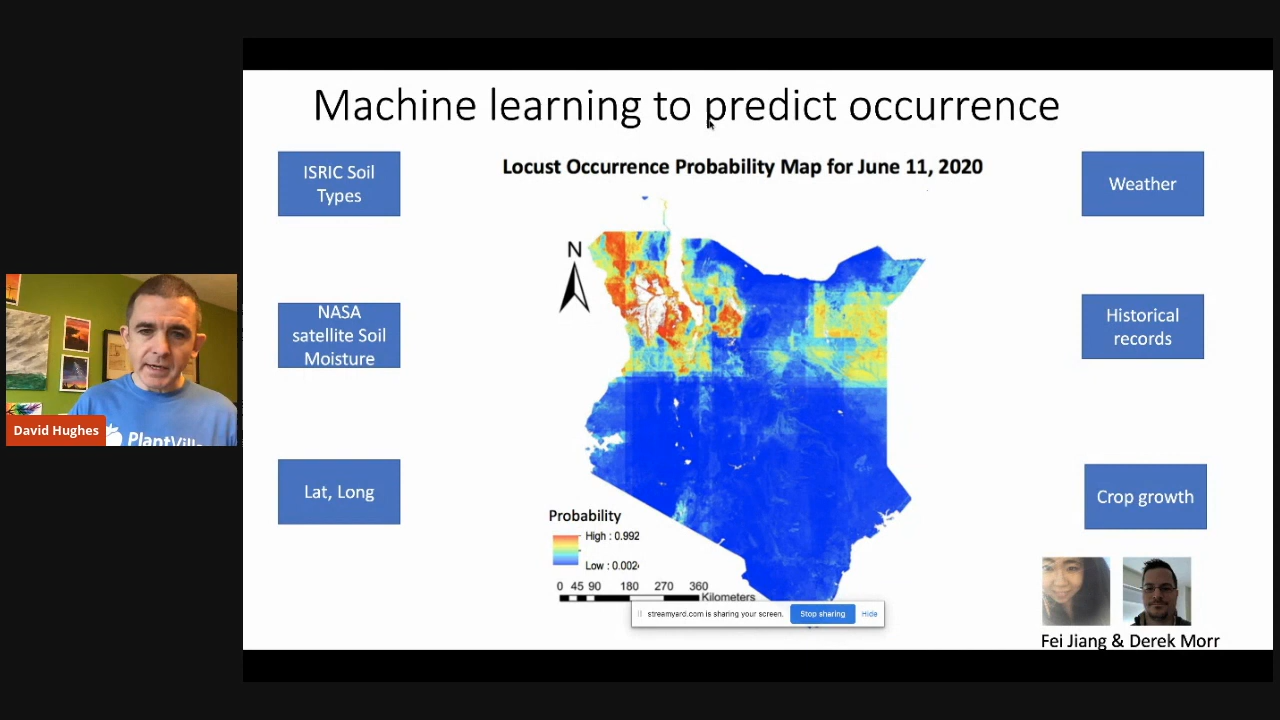 Machine learning to predict occurrence
ISRIC Soil
Types
Locust Occurrence Probability Map for June 11, 2020
Weather
N
NASA
satellite Soil
Moisture
Historical
records
David Hughes
Lat, Long
Crop growth
Probability
High : 0.992
Low : 0.002
0 45 90 180 270 360
Kilometers
streamyard.com is sharing your screen.
Stop sharing
Hide
Fei Jiang & Derek Morr